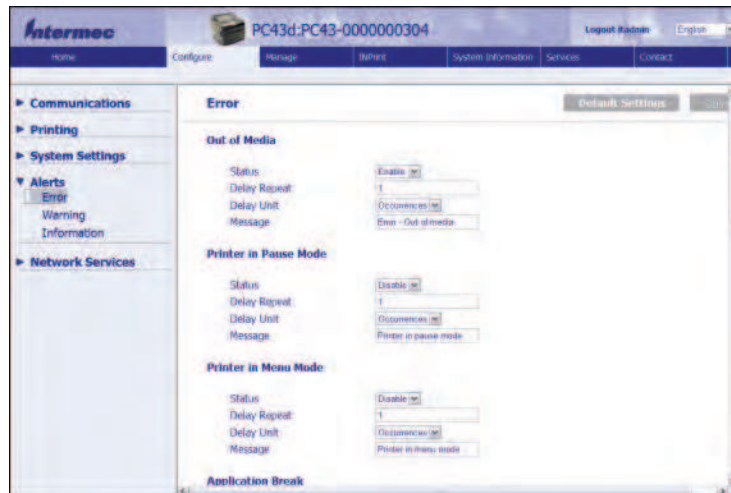 Intermec
PC43d:PC43-0000000304
Logout itadmin
English
Home
Configure
Manage
INPrint
System Information
Services
Contact
Communications
Printing
System Settings
Alerts
Error
Warning
Information
Network Services
Error
Default Settings
Out of Media
Status
Enable
Delay Repeat
1
Delay Unit
Occurrences
Message
Error - Out of media
Printer in Pause Mode
Status
Disable
Delay Repeat
1
Delay Unit
Occurrences
Message
Printer in pause mode
Printer in Menu Mode
Status
Disable
Delay Repeat
1
Delay Unit
Occurrences
Message
Printer in menu mode
Application Break